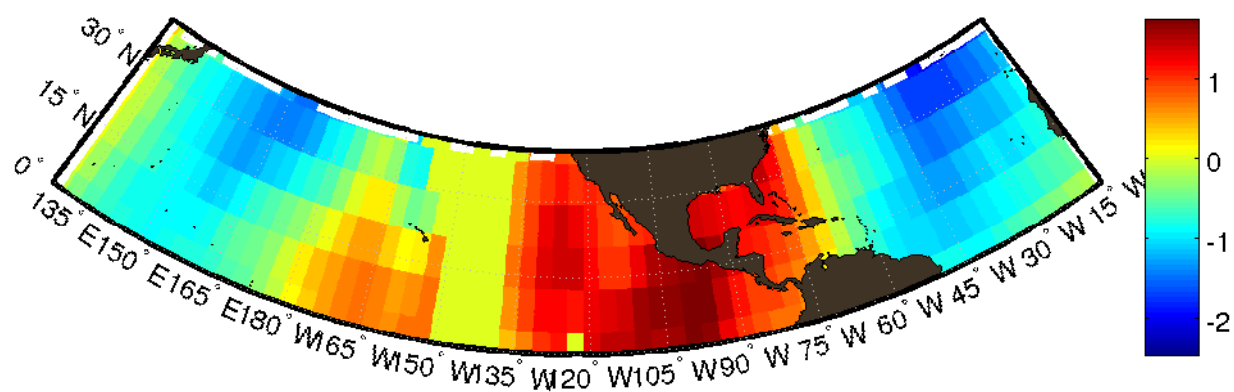 30° N
15° N
0°
135° E
150° E
165° E
180° W
165° W
150° W
135° W
120° W
105° W
90° W
75° W
60° W
45° W
30° W
15° W
1
0
-1
-2